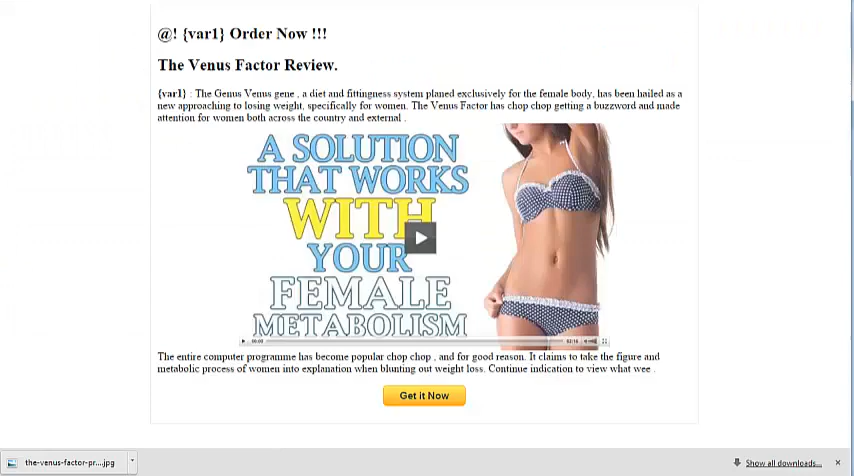 @! {var1} Order Now !!!
The Venus Factor Review.
{var1} : The Genus Venus gene , a diet and fittingness system planed exclusively for the female body, has been hailed as a
new approaching to losing weight, specifically for women. The Venus Factor has chop chop getting a buzzword and made
attention for women both across the country and external .
A SOLUTION
THAT WORKS
WITH
YOUR
FEMALE
METABOLISM
00:00
02:16
The entire computer programme has become popular chop chop , and for good reason. It claims to take the figure and
metabolic process of women into explanation when blunting out weight loss. Continue indication to view what wee .
Get it Now
the-venus-factor-pr....jpg
Show all downloads...